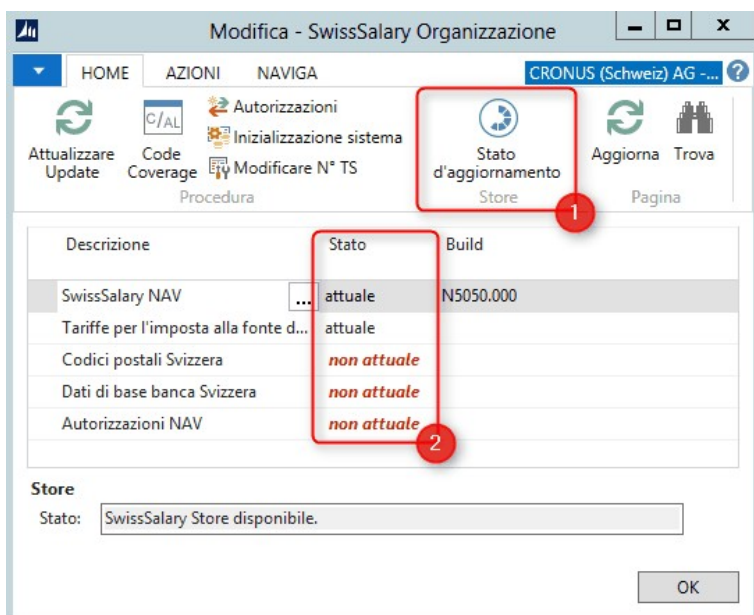 Modifica - SwissSalary Organizzazione
HOME AZIONI NAVIGA CRONUS (Schweiz) AG -... ?
Attualizzare Update
C/AL
Code Coverage
Autorizzazioni
Inizializzazione sistema
Modificare N° TS
Procedura
Stato d'aggiornamento
Store
1
Aggiorna Trova
Pagina
Descrizione Stato Build
SwissSalary NAV ... attuale N5050.000
Tariffe per l'imposta alla fonte d... attuale
Codici postali Svizzera non attuale
Dati di base banca Svizzera non attuale
Autorizzazioni NAV non attuale
2
Store
Stato: SwissSalary Store disponibile.
OK